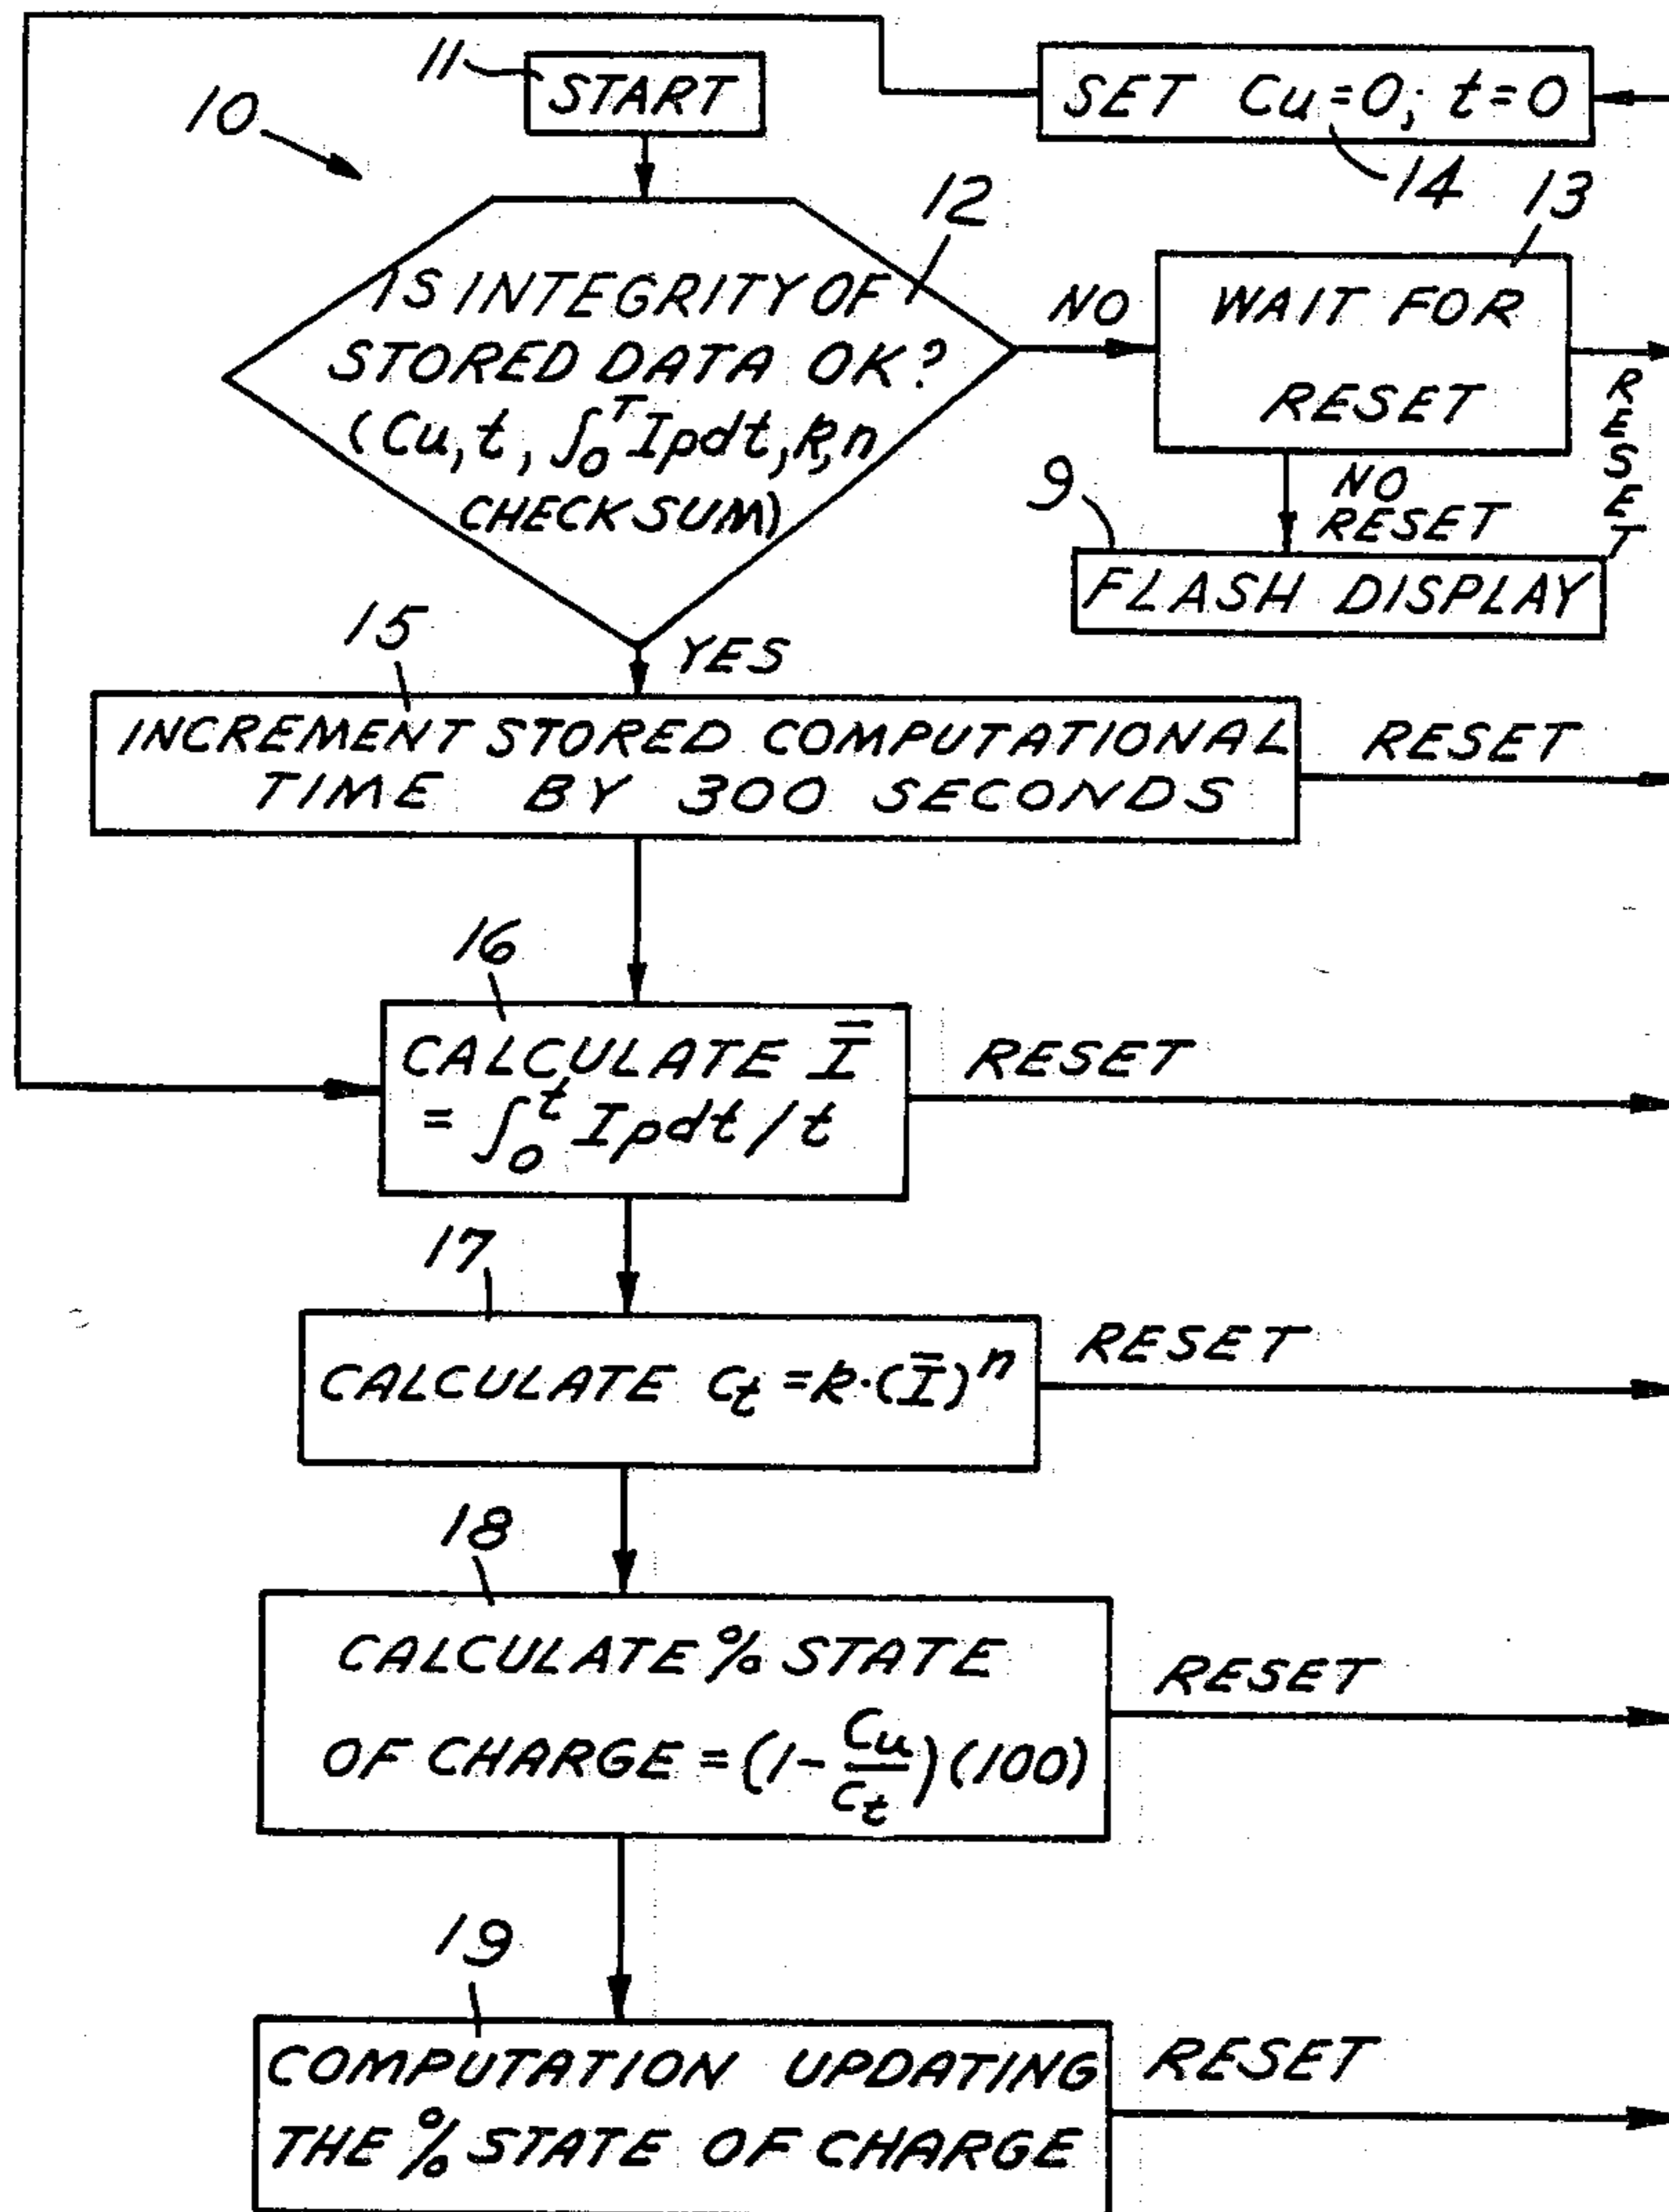 10
11
START
SET Cu=0; t=0
14
12
IS INTEGRITY OF
STORED DATA OK?
(Cu, t, ∫₀ᵀ Ipdt, k, n
CHECK SUM)
NO
13
WAIT FOR
RESET
RESET
NO
RESET
9
FLASH DISPLAY
YES
15
INCREMENT STORED COMPUTATIONAL
TIME BY 300 SECONDS
RESET
16
CALCULATE I̿
= ∫₀ᵗ Ipdt/t
RESET
17
CALCULATE Ct = k·(Ī)ⁿ
RESET
18
CALCULATE % STATE
OF CHARGE = (1-Cu/Ct)(100)
RESET
19
COMPUTATION UPDATING
THE % STATE OF CHARGE
RESET